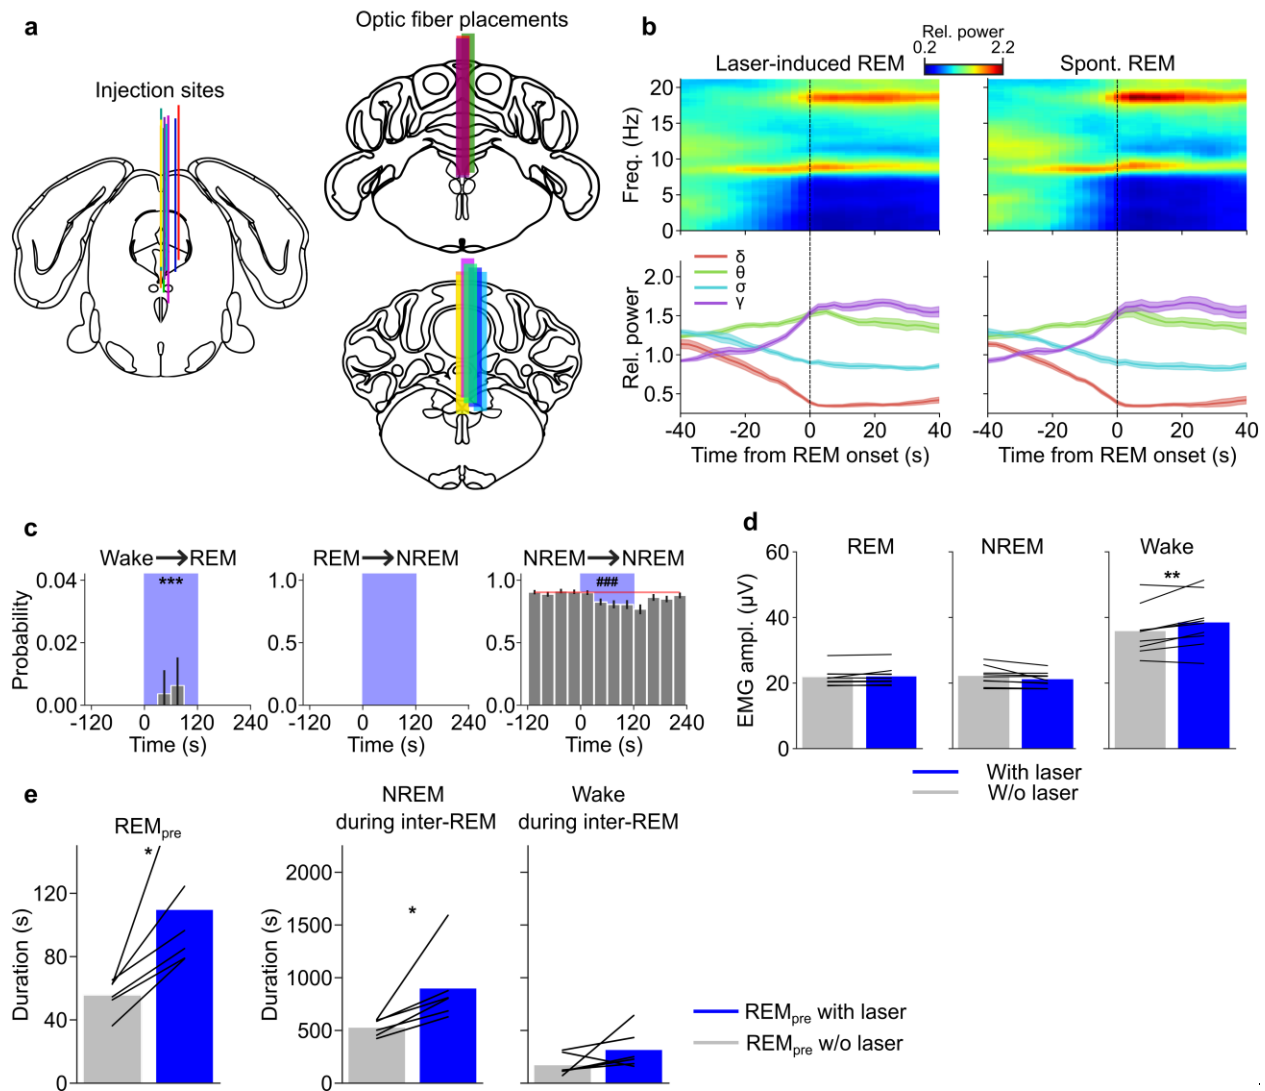 a
Optic fiber placements
Injection sites
b
Rel. power
0.2 2.2
Laser-induced REM
Spont. REM
Freq. (Hz)
20
15
10
5
0
δ
θ
σ
γ
Rel. power
2.0
1.5
1.0
0.5
-40 -20 0 20 40
-40 -20 0 20 40
Time from REM onset (s)
Time from REM onset (s)
c
Wake → REM
REM → NREM
NREM → NREM
Probability
0.04
0.02
0.00
***
1.0
0.5
0.0
1.0
0.5
0.0
###
-120 0 120 240
-120 0 120 240
-120 0 120 240
Time (s)
Time (s)
Time (s)
d
REM
NREM
Wake
EMG ampl. (µV)
60
40
20
0
**
With laser
W/o laser
e
REMpre
NREM
during inter-REM
Wake
during inter-REM
Duration (s)
120
80
40
0
*
Duration (s)
2000
1500
1000
500
0
*
REMpre with laser
REMpre w/o laser